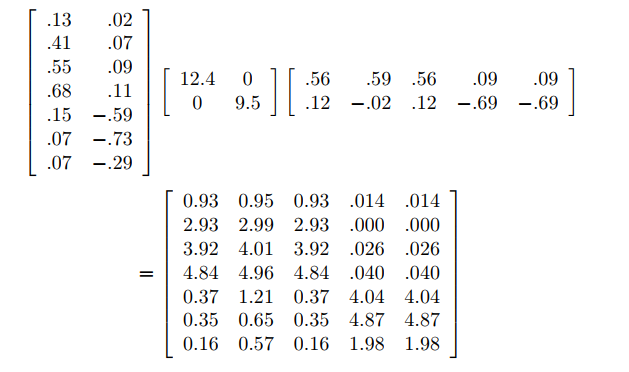 .13 .02
.41 .07
.55 .09
.68 .11
.15 −.59
.07 −.73
.07 −.29
12.4 0
0 9.5
.56 .59 .56 .09 .09
.12 −.02 .12 −.69 −.69
=
0.93 0.95 0.93 .014 .014
2.93 2.99 2.93 .000 .000
3.92 4.01 3.92 .026 .026
4.84 4.96 4.84 .040 .040
0.37 1.21 0.37 4.04 4.04
0.35 0.65 0.35 4.87 4.87
0.16 0.57 0.16 1.98 1.98